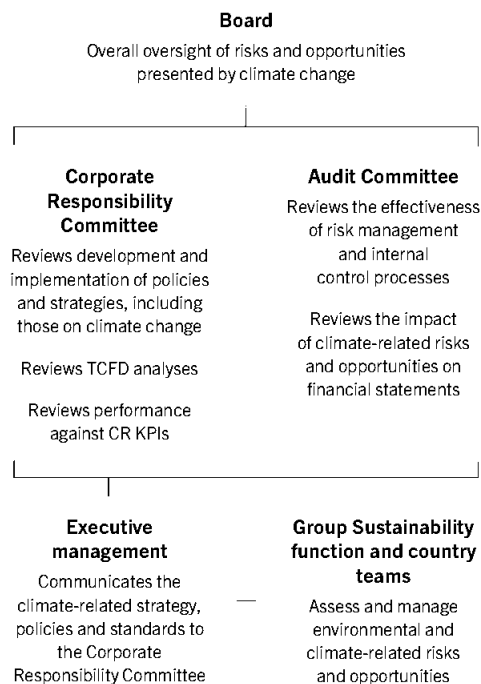 Board
Overall oversight of risks and opportunities
presented by climate change
Corporate
Responsibility
Committee
Reviews development and
implementation of policies
and strategies, including
those on climate change
Reviews TCFD analyses
Reviews performance
against CR KPIs
Audit Committee
Reviews the effectiveness
of risk management
and internal
control processes
Reviews the impact
of climate-related risks
and opportunities on
financial statements
Executive
management
Communicates the
climate-related strategy,
policies and standards to
the Corporate
Responsibility Committee
Group Sustainability
function and country
teams
Assess and manage
environmental and
climate-related risks
and opportunities